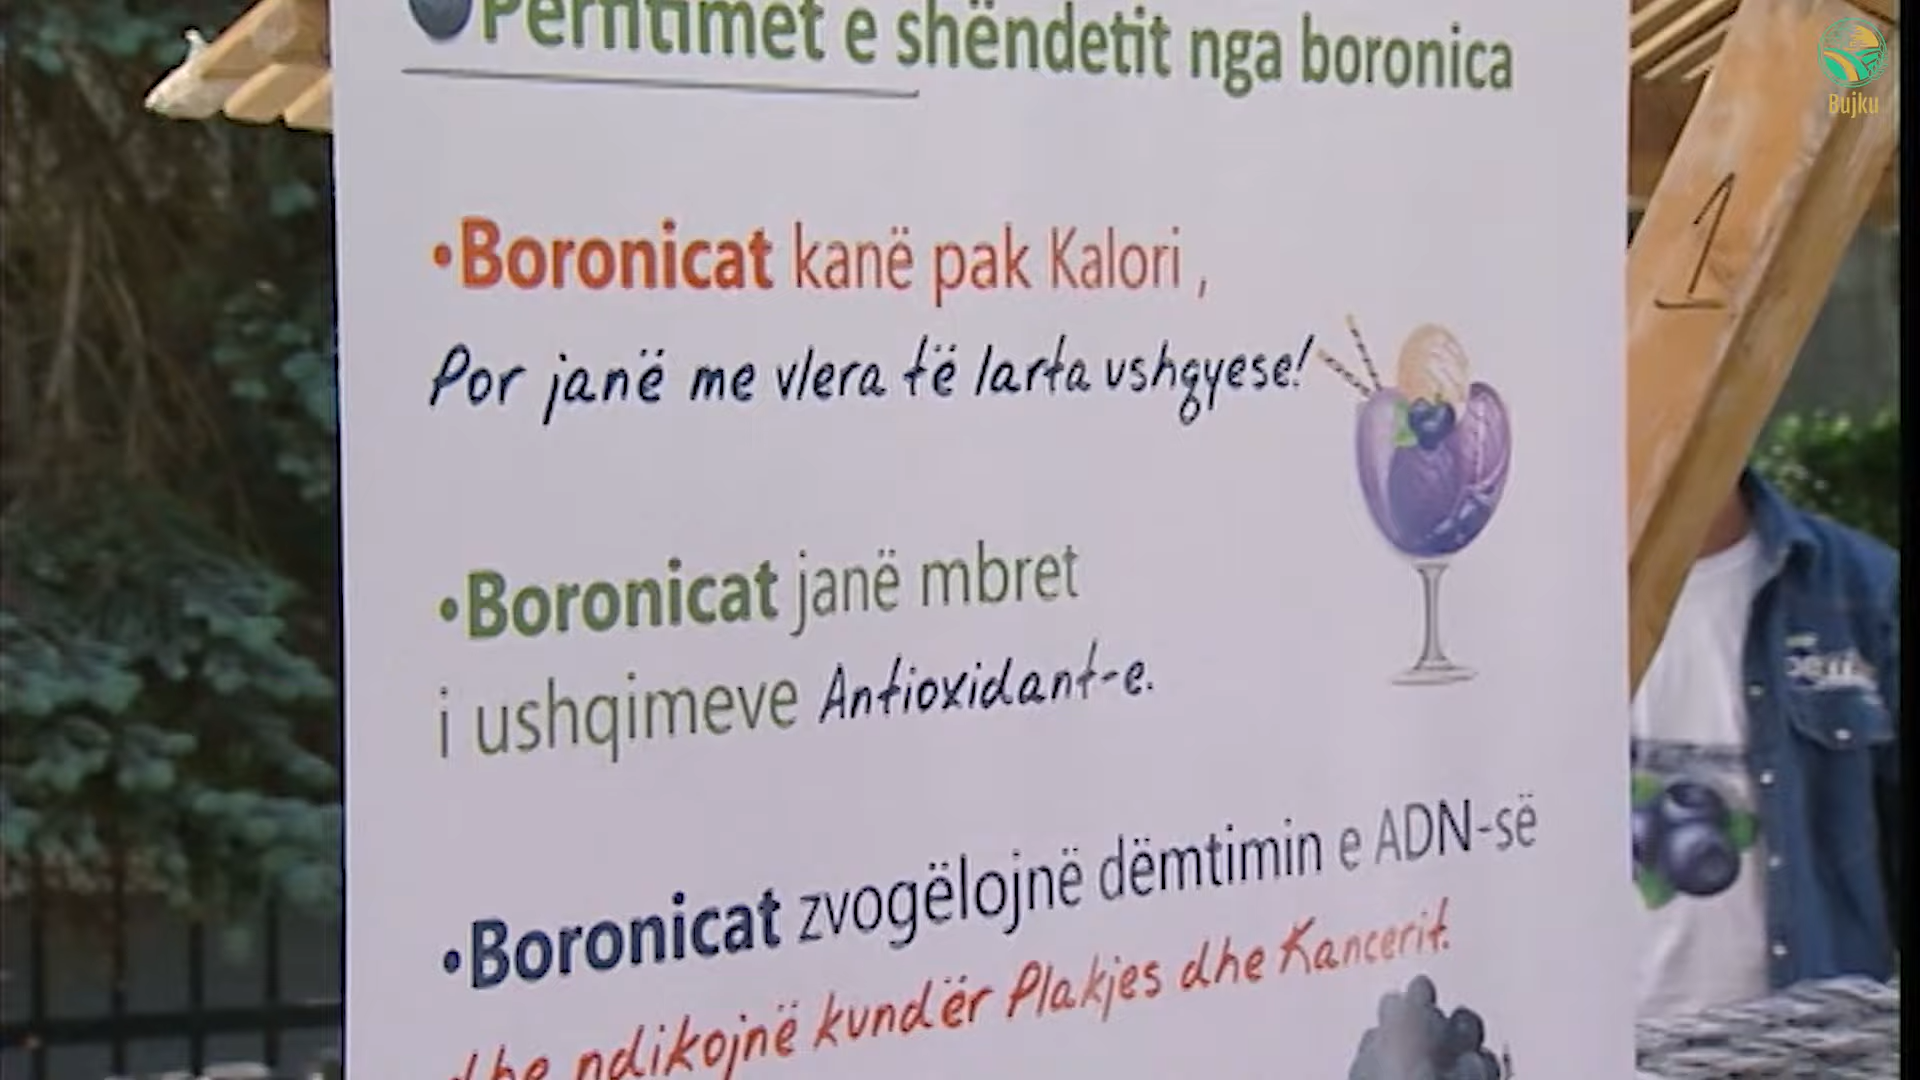 Përfitimet e shëndetit nga boronica
•Boronicat kanë pak Kalori ,
Por janë me vlera të larta ushqyese!
•Boronicat janë mbret
i ushqimeve Antioxidant-e.
•Boronicat zvogëlojnë dëmtimin e ADN-së
dhe ndikojnë kundër Plakjes dhe Kancerit.
1
Bujku